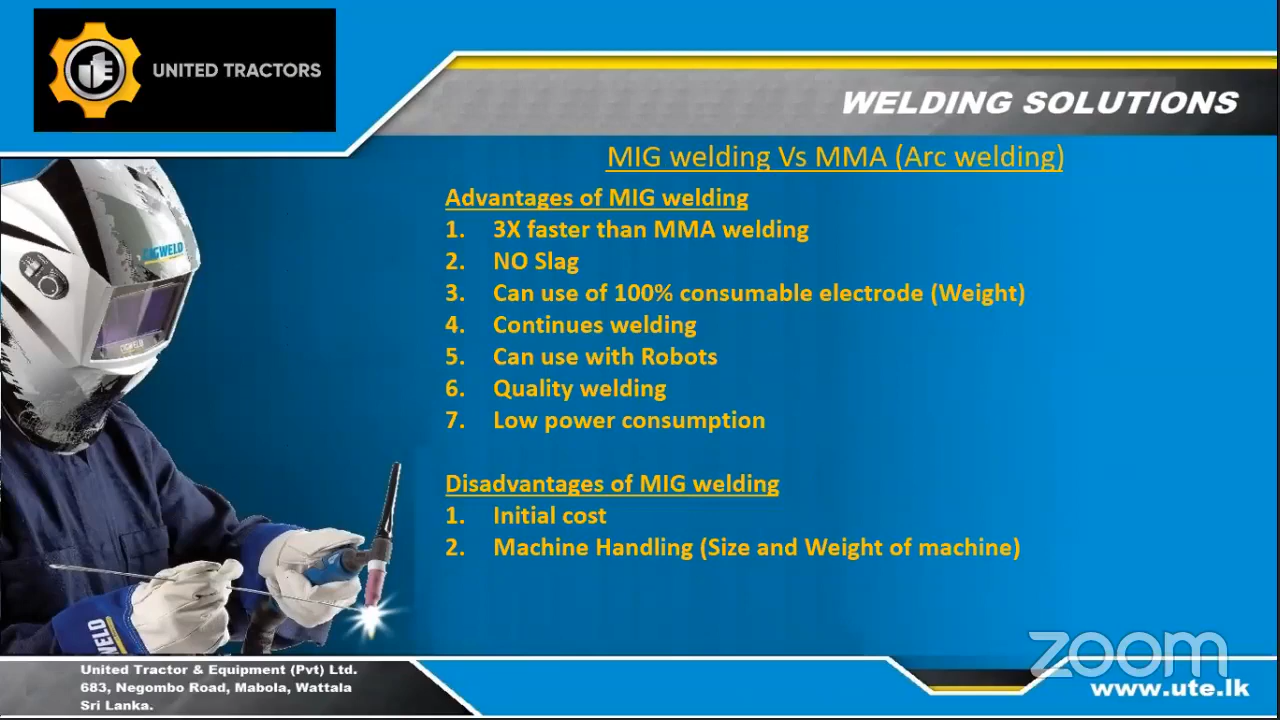 UNITED TRACTORS
WELDING SOLUTIONS
MIG welding Vs MMA (Arc welding)
Advantages of MIG welding
1. 3X faster than MMA welding
2. NO Slag
3. Can use of 100% consumable electrode (Weight)
4. Continues welding
5. Can use with Robots
6. Quality welding
7. Low power consumption
Disadvantages of MIG welding
1. Initial cost
2. Machine Handling (Size and Weight of machine)
CIGWELD
CIGWELD
WELD
United Tractor & Equipment (Pvt) Ltd.
683, Negombo Road, Mabola, Wattala
Sri Lanka.
zoom
www.ute.lk